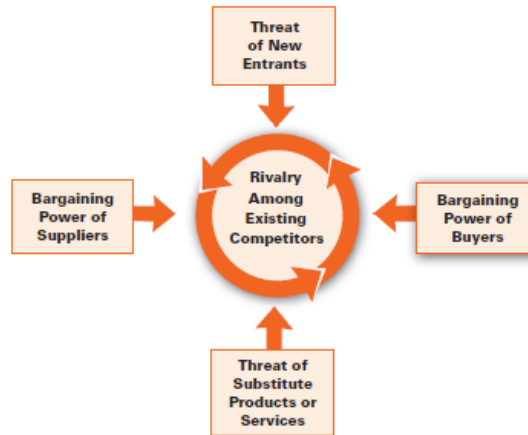 Threat
of New
Entrants
Rivalry
Among
Existing
Competitors
Bargaining
Power of
Suppliers
Bargaining
Power of
Buyers
Threat of
Substitute
Products or
Services